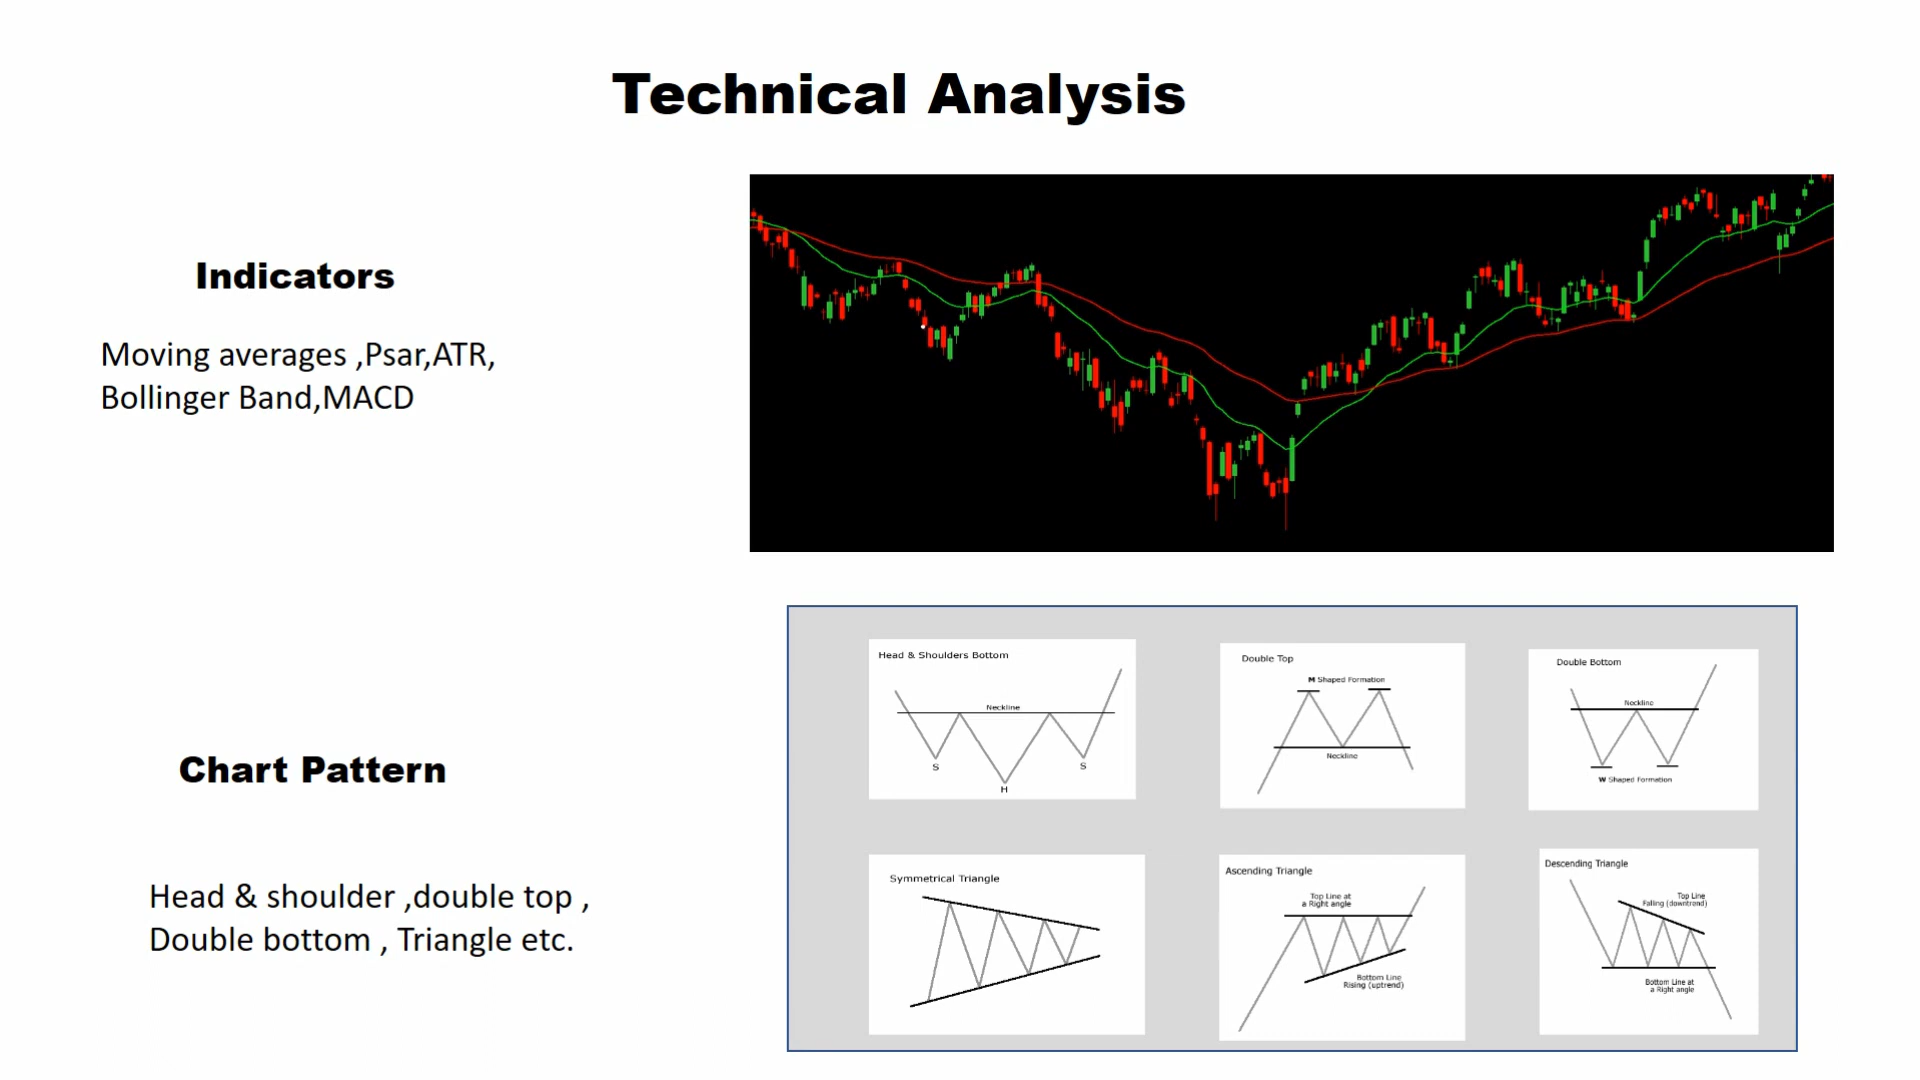 Technical Analysis
Indicators
Moving averages ,Psar,ATR,
Bollinger Band,MACD
Chart Pattern
Head & shoulder ,double top ,
Double bottom , Triangle etc.
Head & Shoulders Bottom
Neckline
S
S
H
Double Top
M Shaped Formation
Neckline
Double Bottom
Neckline
W Shaped Formation
Symmetrical Triangle
Ascending Triangle
Top Line at
a Right angle
Bottom Line
Rising (uptrend)
Descending Triangle
Top Line
Falling (downtrend)
Bottom Line at
a Right angle